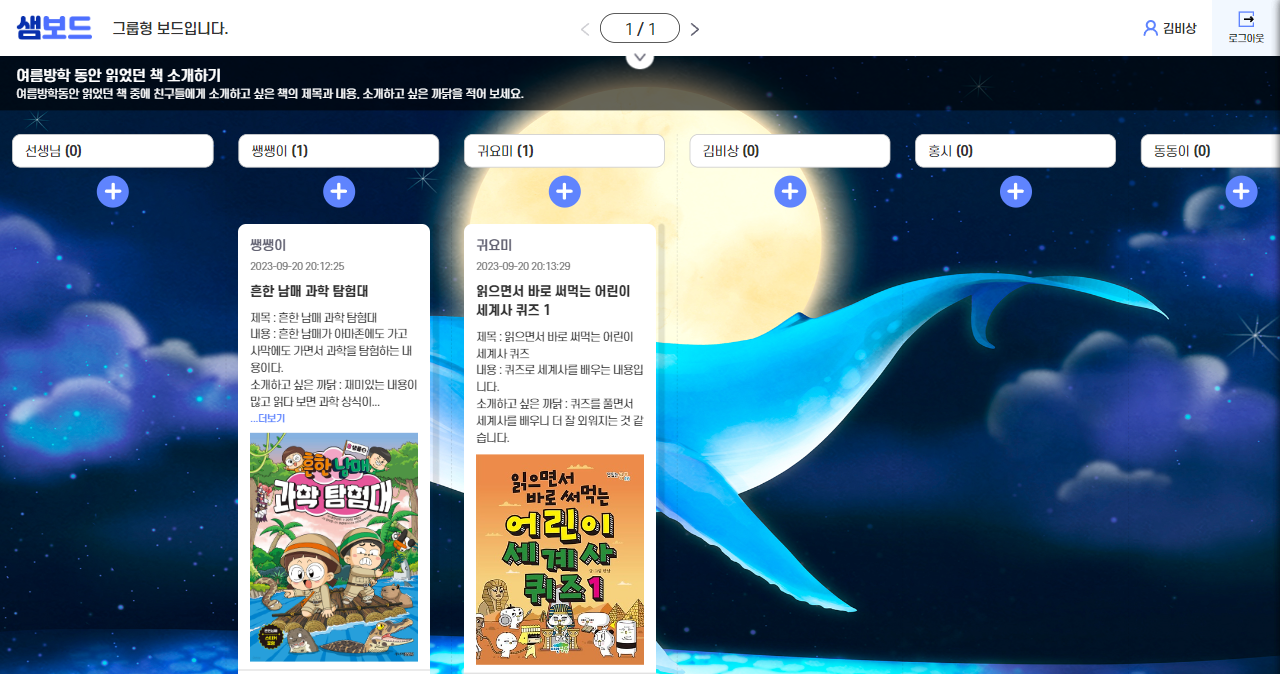 샘보드
그룹형 보드입니다.
1 / 1
김비상
로그아웃
여름방학 동안 읽었던 책 소개하기
여름방학동안 읽었던 책 중에 친구들에게 소개하고 싶은 책의 제목과 내용. 소개하고 싶은 까닭을 적어 보세요.
선생님 (0)
쌩쌩이 (1)
귀요미 (1)
김비상 (0)
홍시 (0)
동동이 (0)
쌩쌩이
2023-09-20 20:12:25
흔한 남매 과학 탐험대
제목 : 흔한 남매 과학 탐험대
내용 : 흔한 남매가 아마존에도 가고
사막에도 가면서 과학을 탐험하는 내
용이다.
소개하고 싶은 까닭 : 재미있는 내용이
많고 읽다 보면 과학 상식이...
...더보기
흔한남매
과학 탐험대
귀요미
2023-09-20 20:13:29
읽으면서 바로 써먹는 어린이
세계사 퀴즈 1
제목 : 읽으면서 바로 써먹는 어린이
세계사 퀴즈
내용 : 퀴즈로 세계사를 배우는 내용입
니다.
소개하고 싶은 까닭 : 퀴즈를 풀면서
세계사를 배우니 더 잘 외워지는 것 같
습니다.
읽으면서
바로 써먹는
어린이
세계사
퀴즈 1